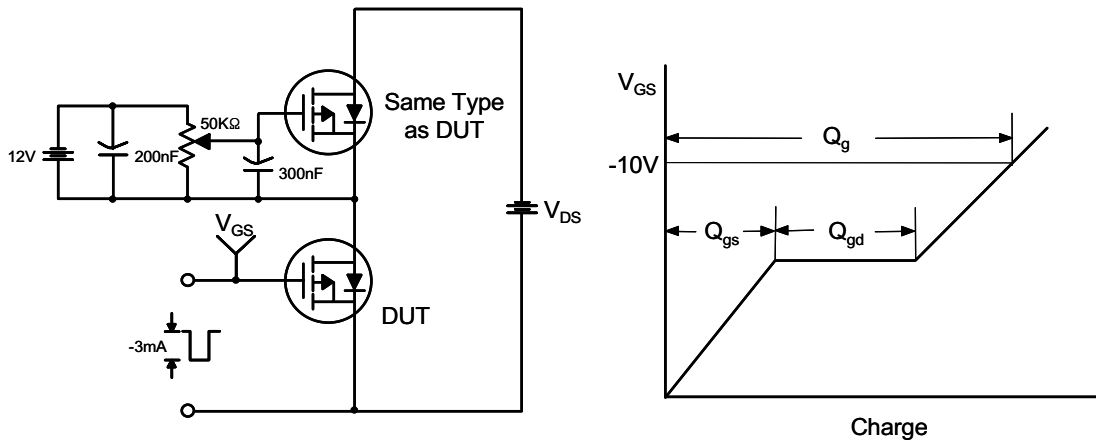 Same Type
as DUT
50KΩ
12V
200nF
300nF
V_GS
V_DS
DUT
-3mA
V_GS
Q_g
-10V
Q_gs
Q_gd
Charge